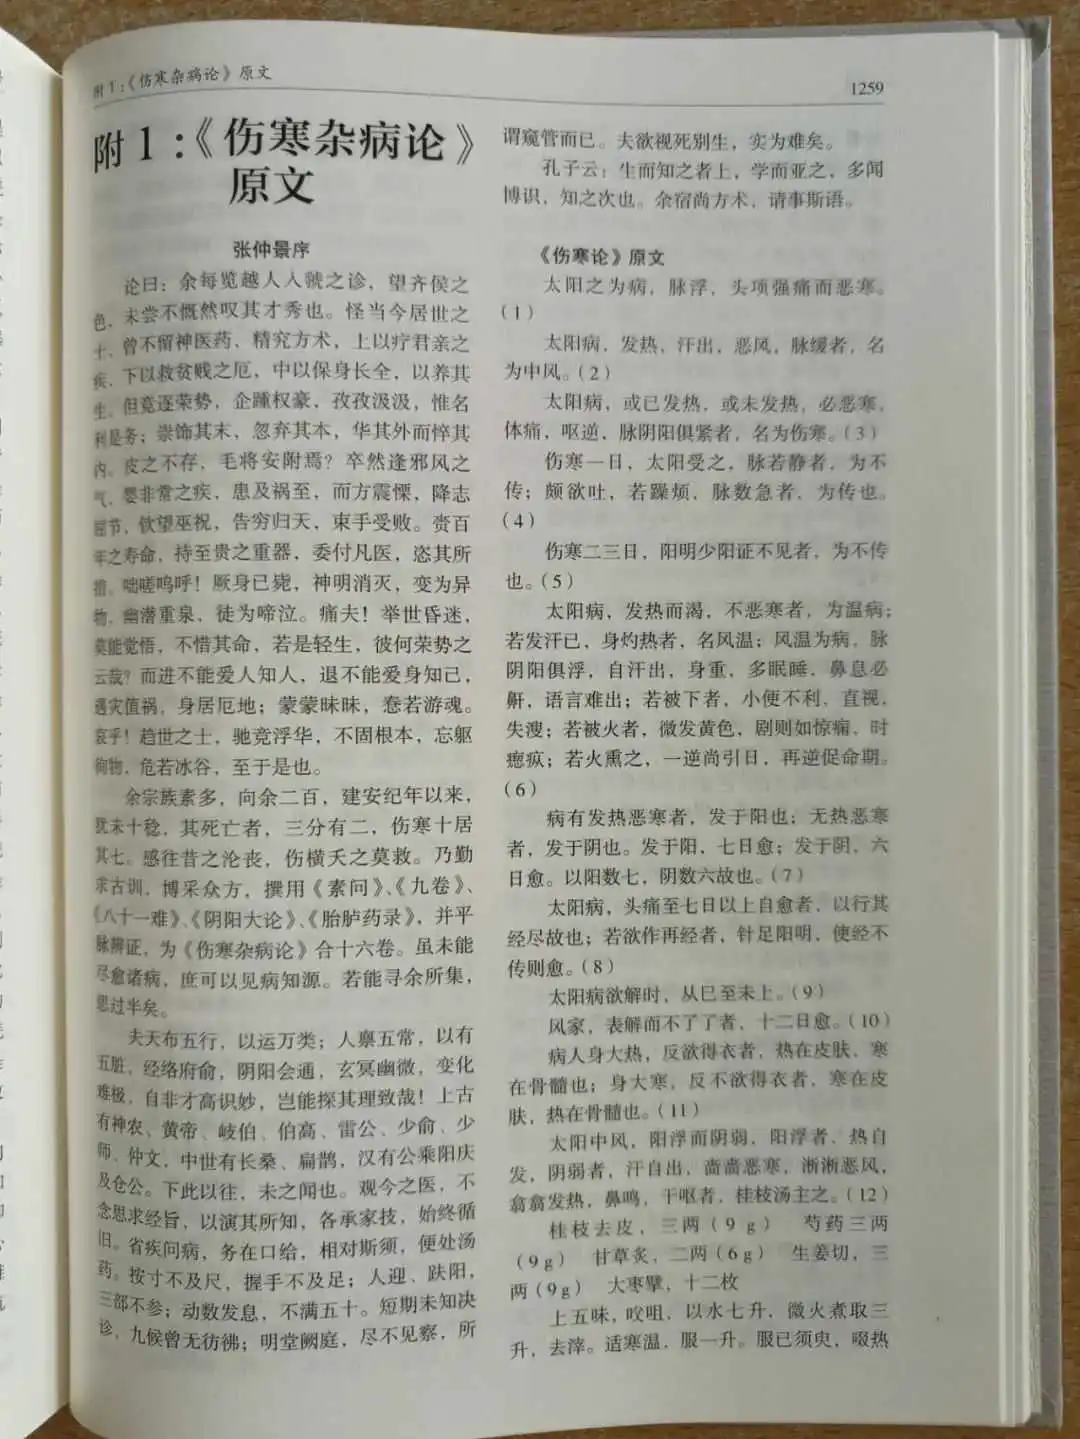 附1:《伤寒杂病论》原文
1259
附1:《伤寒杂病论》
原文
张仲景序
论曰：余每览越人入虢之诊，望齐侯之
色，未尝不慨然叹其才秀也。怪当今居世之
士，曾不留神医药，精究方术，上以疗君亲之
疾，下以救贫贱之厄，中以保身长全，以养其
生。但竟逐荣势，企踵权豪，孜孜汲汲，惟名
利是务；崇饰其末，忽弃其本，华其外而悴其
内。皮之不存，毛将安附焉？卒然逢邪风之
气，婴非常之疾，患及祸至，而方震慄，降志
屈节，钦望巫祝，告穷归天，束手受败。赍百
年之寿命，持至贵之重器，委付凡医，恣其所
措。咄嗟呜呼！厥身已毙，神明消灭，变为异
物，幽潜重泉，徒为啼泣。痛夫！举世昏迷，
莫能觉悟，不惜其命，若是轻生，彼何荣势之
云哉？而进不能爱人知人，退不能爱身知己，
遇灾值祸，身居厄地；蒙蒙昧昧，惷若游魂。
哀乎！趋世之士，驰竞浮华，不固根本，忘躯
徇物，危若冰谷，至于是也。
余宗族素多，向余二百，建安纪年以来，
犹未十稔，其死亡者，三分有二，伤寒十居
其七。感往昔之沦丧，伤横夭之莫救。乃勤
求古训，博采众方，撰用《素问》、《九卷》、
《八十一难》、《阴阳大论》、《胎胪药录》，并平
脉辨证，为《伤寒杂病论》合十六卷。虽未能
尽愈诸病，庶可以见病知源。若能寻余所集，
思过半矣。
夫天布五行，以运万类；人禀五常，以有
五脏，经络府俞，阴阳会通，玄冥幽微，变化
难极，自非才高识妙，岂能探其理致哉！上古
有神农、黄帝、岐伯、伯高、雷公、少俞、少
师、仲文，中世有长桑、扁鹊，汉有公乘阳庆
及仓公。下此以往，未之闻也。观今之医，不
念思求经旨，以演其所知，各承家技，始终循
旧。省疾问病，务在口给，相对斯须，便处汤
药。按寸不及尺，握手不及足；人迎、趺阳，
三部不参；动数发息，不满五十。短期未知决
诊，九候曾无彷彿；明堂阙庭，尽不见察，所
谓窥管而已。夫欲视死别生，实为难矣。
孔子云：生而知之者上，学而亚之，多闻
博识，知之次也。余宿尚方术，请事斯语。
《伤寒论》原文
太阳之为病，脉浮，头项强痛而恶寒。
(1)
太阳病，发热，汗出，恶风，脉缓者，名
为中风。(2)
太阳病，或已发热，或未发热，必恶寒，
体痛，呕逆，脉阴阳俱紧者，名为伤寒。(3)
伤寒一日，太阳受之，脉若静者，为不
传；颇欲吐，若躁烦，脉数急者，为传也。
(4)
伤寒二三日，阳明少阳证不见者，为不传
也。(5)
太阳病，发热而渴，不恶寒者，为温病；
若发汗已，身灼热者，名风温；风温为病，脉
阴阳俱浮，自汗出，身重，多眠睡，鼻息必
鼾，语言难出；若被下者，小便不利，直视，
失溲；若被火者，微发黄色，剧则如惊痫，时
瘛疭；若火熏之，一逆尚引日，再逆促命期。
(6)
病有发热恶寒者，发于阳也；无热恶寒
者，发于阴也。发于阳，七日愈；发于阴，六
日愈。以阳数七，阴数六故也。(7)
太阳病，头痛至七日以上自愈者，以行其
经尽故也；若欲作再经者，针足阳明，使经不
传则愈。(8)
太阳病欲解时，从巳至未上。(9)
风家，表解而不了了者，十二日愈。(10)
病人身大热，反欲得衣者，热在皮肤，寒
在骨髓也；身大寒，反不欲得衣者，寒在皮
肤，热在骨髓也。(11)
太阳中风，阳浮而阴弱，阳浮者，热自
发，阴弱者，汗自出，啬啬恶寒，淅淅恶风，
翕翕发热，鼻鸣，干呕者，桂枝汤主之。(12)
桂枝去皮，三两(9g) 芍药三两
(9g) 甘草炙，二两(6g) 生姜切，三
两(9g) 大枣擘，十二枚
上五味，㕮咀，以水七升，微火煮取三
升，去滓。适寒温，服一升。服已须臾，啜热